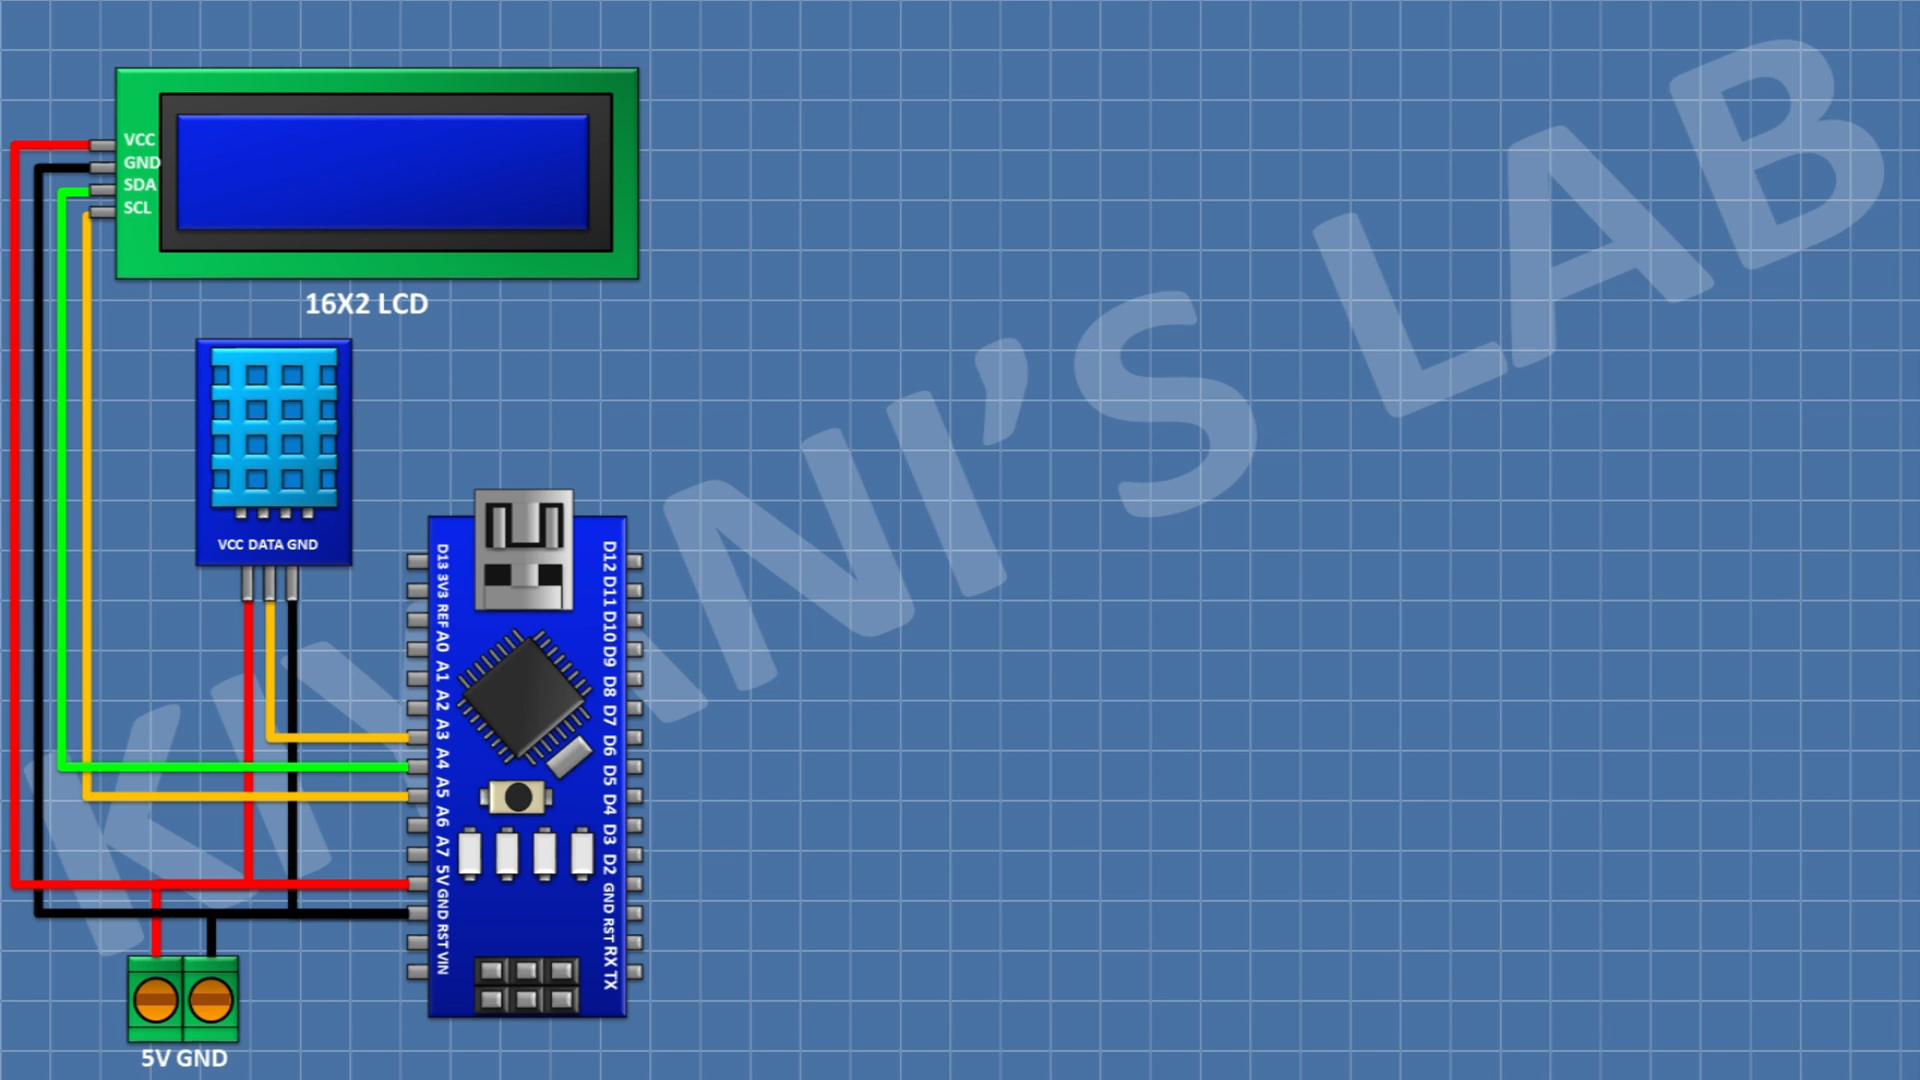 VCC
GND
SDA
SCL
16X2 LCD
VCC DATA GND
D13
3V3
REF
A0
A1
A2
A3
A4
A5
A6
A7
5V
GND
RST
VIN
D12
D11
D10
D9
D8
D7
D6
D5
D4
D3
D2
GND
RST
RX
TX
5V GND
KIYANI'S LAB